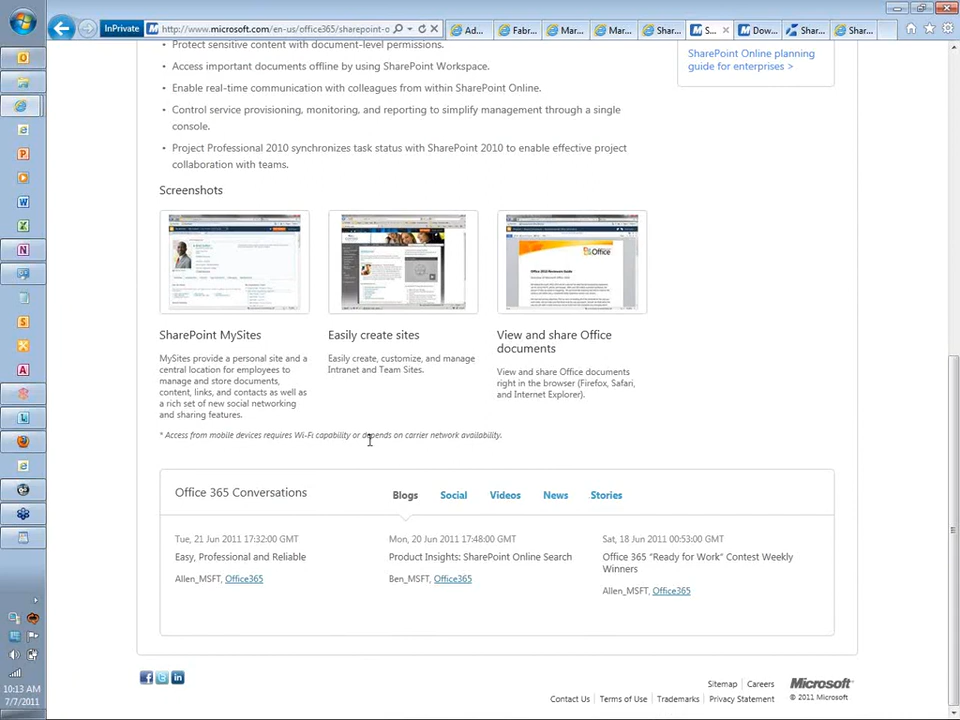 InPrivate
http://www.microsoft.com/en-us/office365/sharepoint-o
Ad...
Fabr...
Mar...
Mar...
Shar...
S...
Dow...
Shar...
Shar...
Protect sensitive content with document-level permissions.
Access important documents offline by using SharePoint Workspace.
Enable real-time communication with colleagues from within SharePoint Online.
Control service provisioning, monitoring, and reporting to simplify management through a single
console.
Project Professional 2010 synchronizes task status with SharePoint 2010 to enable effective project
collaboration with teams.
SharePoint Online planning
guide for enterprises >
Screenshots
Office
SharePoint MySites
MySites provide a personal site and a
central location for employees to
manage and store documents,
content, links, and contacts as well as
a rich set of new social networking
and sharing features.
Easily create sites
Easily create, customize, and manage
Intranet and Team Sites.
View and share Office
documents
View and share Office documents
right in the browser (Firefox, Safari,
and Internet Explorer).
* Access from mobile devices requires Wi-Fi capability or depends on carrier network availability.
Office 365 Conversations
Blogs
Social
Videos
News
Stories
Tue, 21 Jun 2011 17:32:00 GMT
Easy, Professional and Reliable
Allen_MSFT, Office365
Mon, 20 Jun 2011 17:48:00 GMT
Product Insights: SharePoint Online Search
Ben_MSFT, Office365
Sat, 18 Jun 2011 00:53:00 GMT
Office 365 “Ready for Work” Contest Weekly
Winners
Allen_MSFT, Office365
Sitemap
Careers
Microsoft
Contact Us
Terms of Use
Trademarks
Privacy Statement
© 2011 Microsoft
10:13 AM
7/7/2011